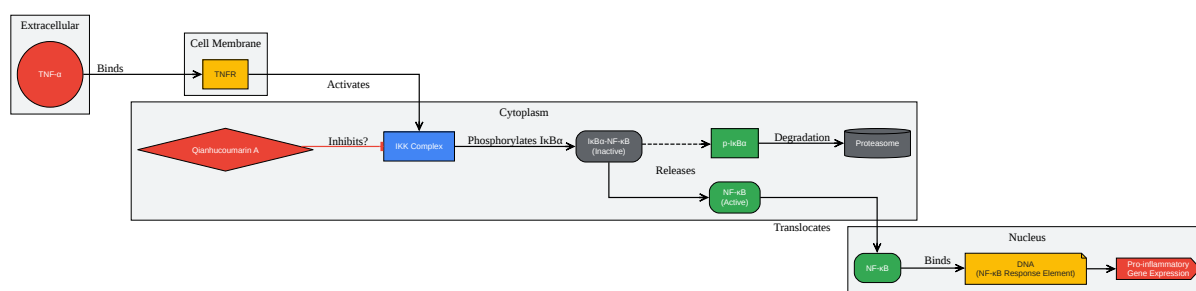 Extracellular
TNF-α
Binds
Cell Membrane
TNFR
Activates
Cytoplasm
Qianhucoumarin A
Inhibits?
IKK Complex
Phosphorylates IκBα
IκBα-NF-κB
(Inactive)
p-IκBα
Degradation
Proteasome
Releases
NF-κB
(Active)
Translocates
Nucleus
NF-κB
Binds
DNA
(NF-κB Response Element)
Pro-inflammatory
Gene Expression